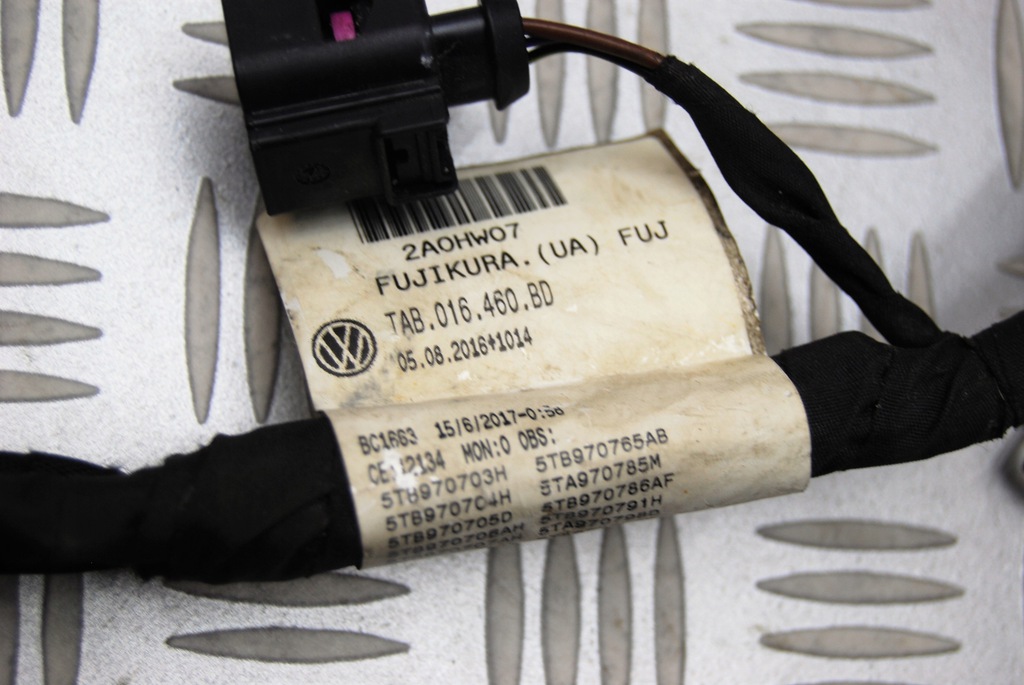 2A0HW07
FUJIKURA.(UA) FUJ
TAB.016.460.BD
05.08.2016+1014
BC1663 15/6/2017-0:56
MON:0 OBS:
5TB970703H 5TB970765AB
5TB970704H 5TA970785M
5TB970705D 5TB970786AF
5TB970706AH 5TB970791H